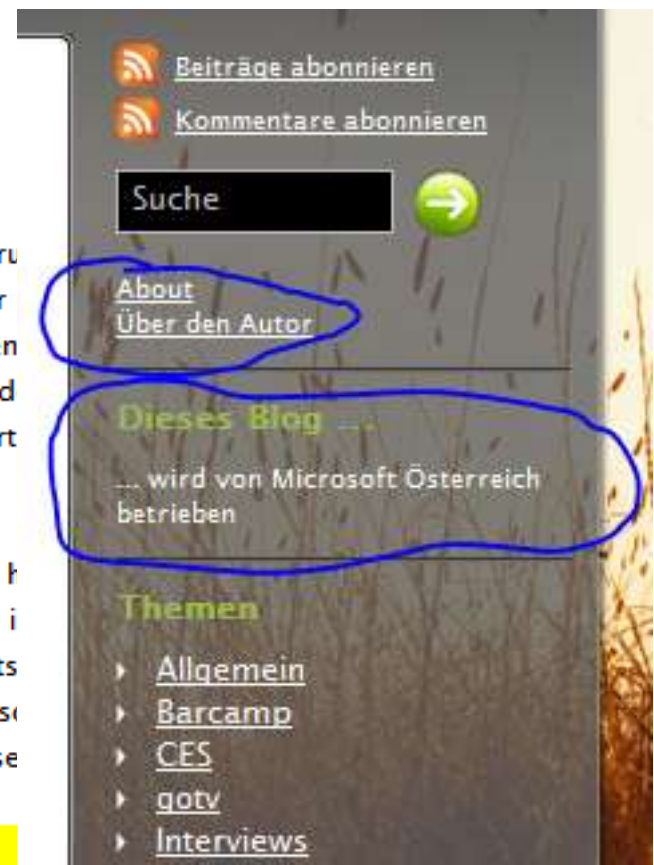 Beiträge abonnieren
Kommentare abonnieren
Suche
About
Über den Autor
Dieses Blog ...
... wird von Microsoft Österreich
betrieben
Themen
Allgemein
Barcamp
CES
gotv
Interviews